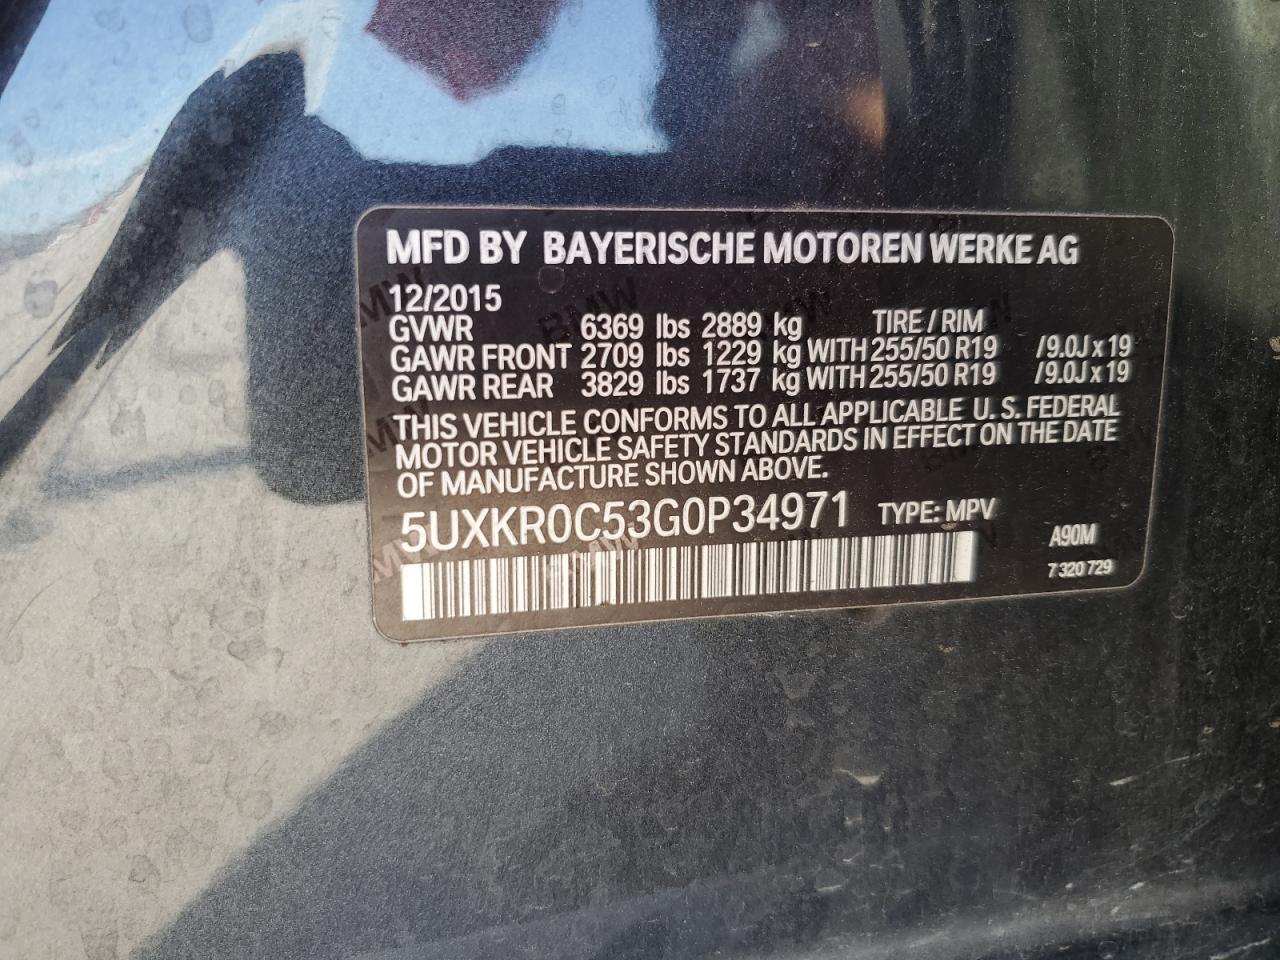 MFD BY BAYERISCHE MOTOREN WERKE AG
12/2015
GVWR 6369 lbs 2889 kg TIRE / RIM
GAWR FRONT 2709 lbs 1229 kg WITH 255/50 R19 /9.0J x 19
GAWR REAR 3829 lbs 1737 kg WITH 255/50 R19 /9.0J x 19
THIS VEHICLE CONFORMS TO ALL APPLICABLE U.S. FEDERAL
MOTOR VEHICLE SAFETY STANDARDS IN EFFECT ON THE DATE
OF MANUFACTURE SHOWN ABOVE.
5UXKR0C53G0P34971 TYPE: MPV
A90M
7 320 729